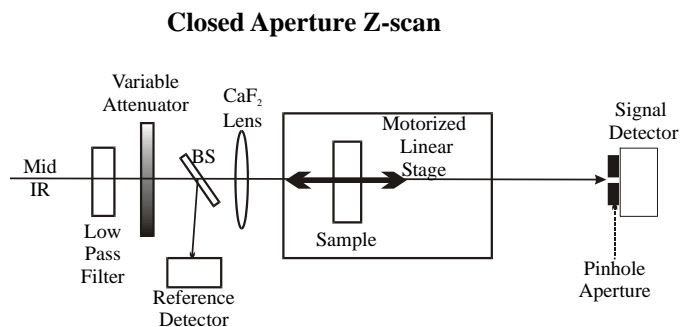 Closed Aperture Z-scan
Variable
Attenuator
CaF₂
Lens
Motorized
Linear
Stage
Signal
Detector
BS
Mid
IR
Low
Pass
Filter
Sample
Reference
Detector
Pinhole
Aperture